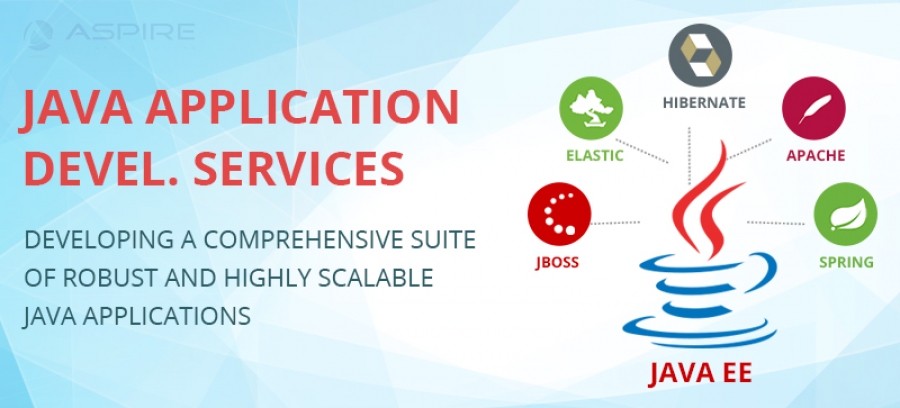 ASPIRE
JAVA APPLICATION
DEVEL. SERVICES
DEVELOPING A COMPREHENSIVE SUITE
OF ROBUST AND HIGHLY SCALABLE
JAVA APPLICATIONS
HIBERNATE
ELASTIC
APACHE
JBOSS
SPRING
JAVA EE